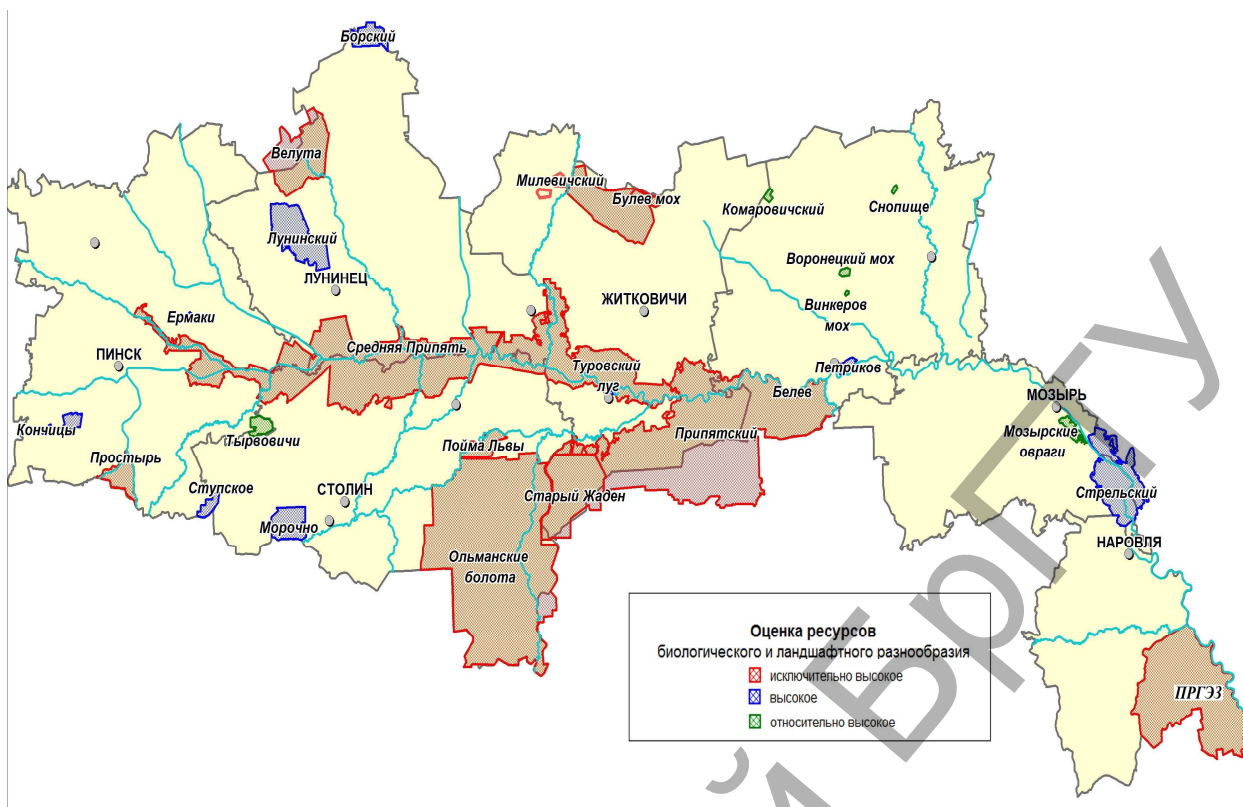 Борский
Велута
Милевичский
Булев мох
Комаровичский
Снопище
Лунинский
Воронецкий мох
ЛУНИНЕЦ
ЖИТКОВИЧИ
Винкеров
мох
Ермаки
Средняя Припять
ПИНСК
Туровский
луг
Петриков
Белев
МОЗЫРЬ
Кончицы
Тырвовичи
Пойма Львы
Припятский
Мозырские
овраги
Простырь
Ступское
СТОЛИН
Старый Жаден
Стрельский
Морочно
НАРОВЛЯ
Ольманские
болота
Оценка ресурсов
биологического и ландшафтного разнообразия
исключительно высокое
высокое
относительно высокое
ПРГЭЗ
й БрГТУ